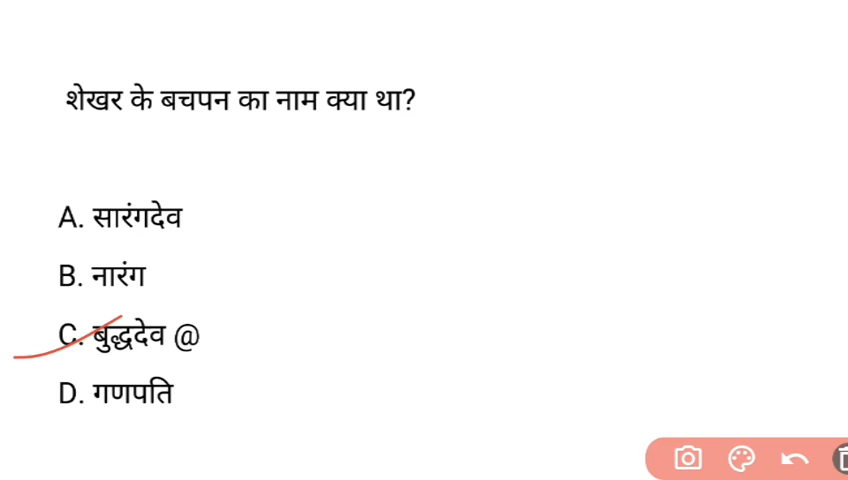 शेखर के बचपन का नाम क्या था?
A. सारंगदेव
B. नारंग
C. बुद्धदेव @
D. गणपति